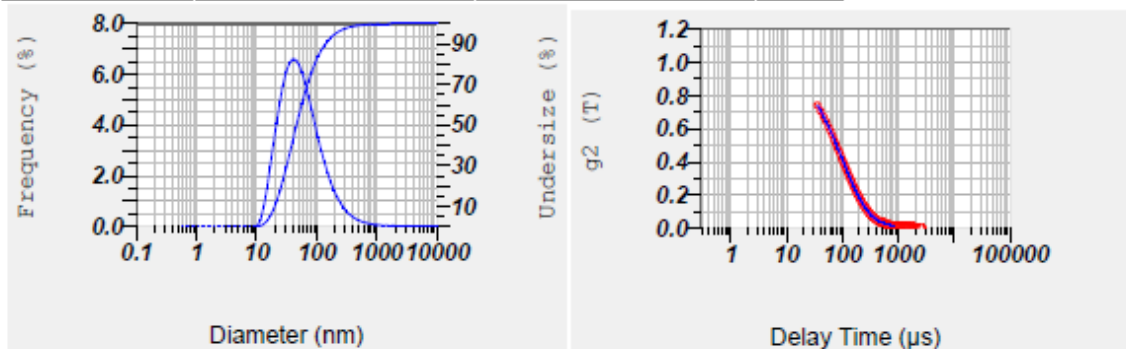 Frequency (%)
8.0
6.0
4.0
2.0
0.0
90
70
50
30
10
Undersize (%)
0.1 1 10 100 1000 10000
Diameter (nm)
g2 (T)
1.2
1.0
0.8
0.6
0.4
0.2
0.0
1 10 100 1000 100000
Delay Time (µs)